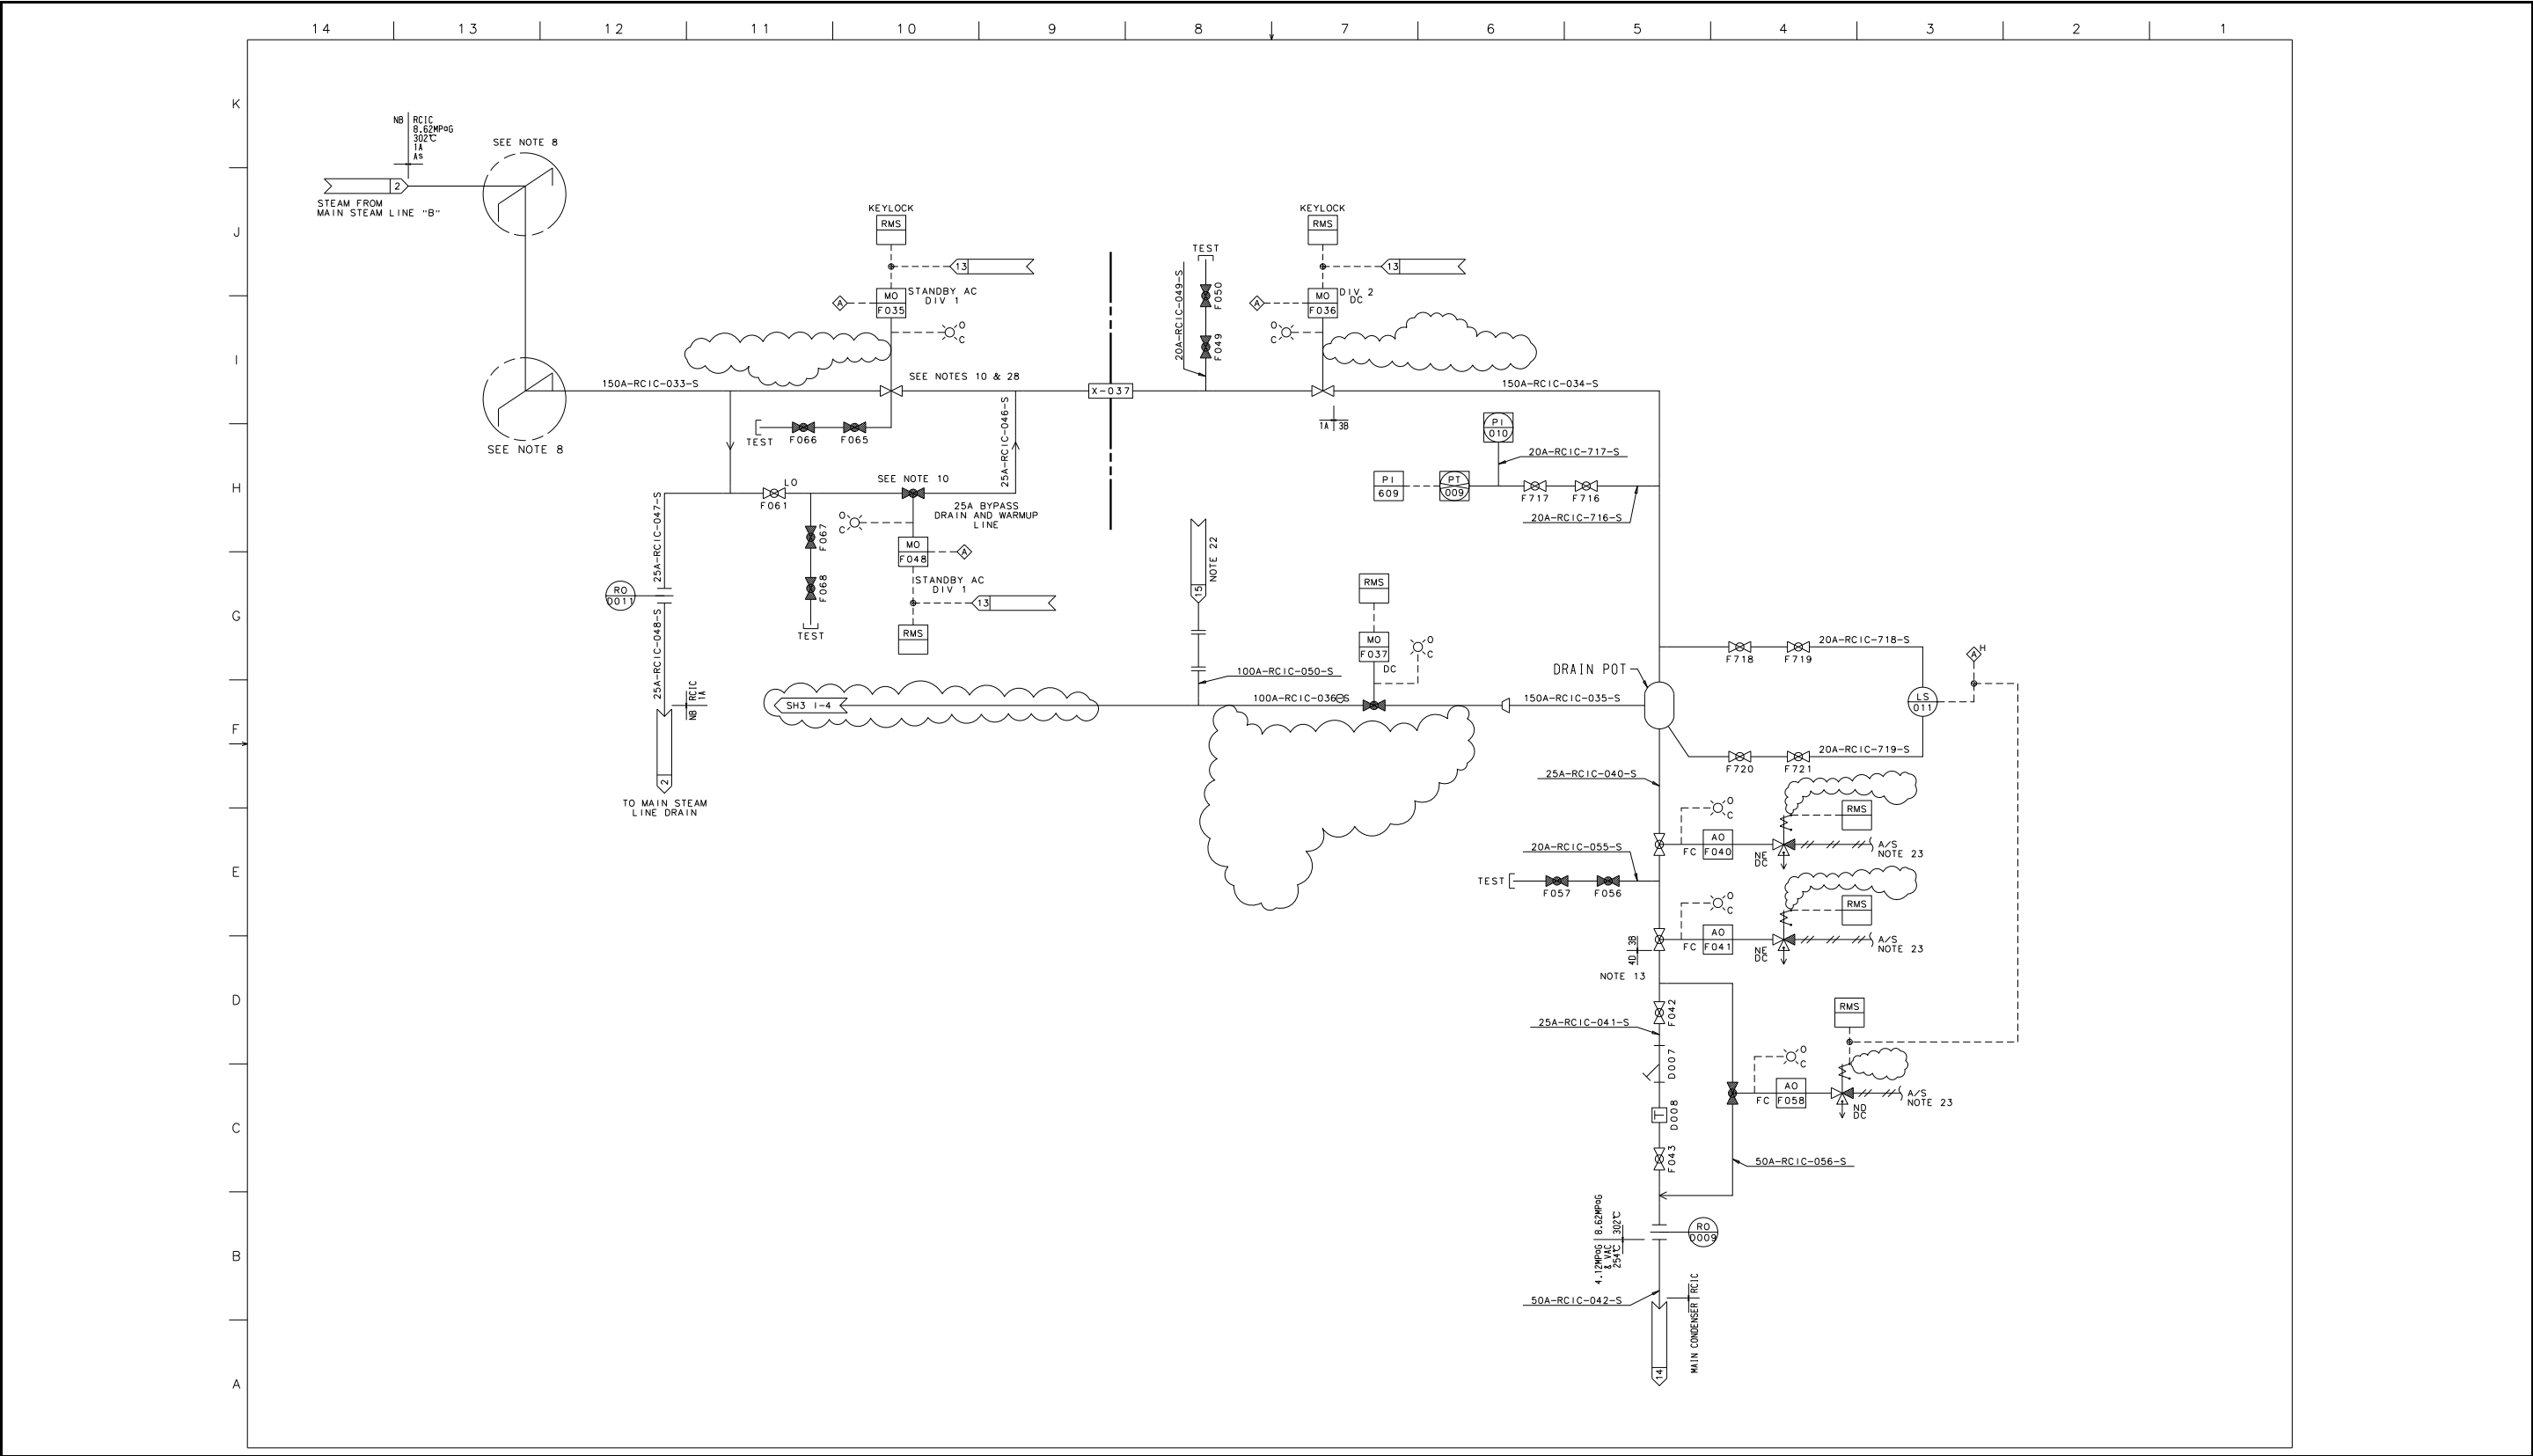 14 13 12 11 10 9 8 7 6 5 4 3 2 1
K
J
I
H
G
F
E
D
C
B
A
NB
RCIC
8.62MPaG
302℃
1A
As
2
STEAM FROM
MAIN STEAM LINE "B"
SEE NOTE 8
SEE NOTE 8
150A-RCIC-033-S
KEYLOCK
RMS
13
A
MO
F035
STANDBY AC
DIV 1
O
C
SEE NOTES 10 & 28
TEST
F066
F065
25A-RCIC-046-S
LO
F061
SEE NOTE 10
25A BYPASS
DRAIN AND WARMUP
LINE
O
C
MO
F048
A
STANDBY AC
DIV 1
13
RMS
F067
F068
TEST
25A-RCIC-047-S
RO
D011
25A-RCIC-048-S
NB
RCIC
1A
2
TO MAIN STEAM
LINE DRAIN
X-037
20A-RCIC-049-S
TEST
F050
F049
KEYLOCK
RMS
13
A
MO
F036
DIV 2
DC
O
C
150A-RCIC-034-S
1A
3B
PI
010
20A-RCIC-717-S
PI
609
PT
009
F717
F716
20A-RCIC-716-S
NOTE 22
15
100A-RCIC-050-S
RMS
MO
F037
DC
O
C
SH3 I-4
100A-RCIC-036-S
150A-RCIC-035-S
DRAIN POT
F718
F719
20A-RCIC-718-S
LS
011
A
H
F720
F721
20A-RCIC-719-S
25A-RCIC-040-S
O
C
RMS
AO
F040
FC
NE
DC
A/S
NOTE 23
20A-RCIC-055-S
TEST
F057
F056
O
C
RMS
AO
F041
FC
NE
DC
A/S
NOTE 23
4D
3B
NOTE 13
F042
25A-RCIC-041-S
D007
D008
T
F043
RMS
O
C
AO
F058
FC
ND
DC
A/S
NOTE 23
50A-RCIC-056-S
4.12MPaG
& VAC
254℃
8.62MPaG
302℃
RO
D009
50A-RCIC-042-S
MAIN CONDENSER
RCIC
14